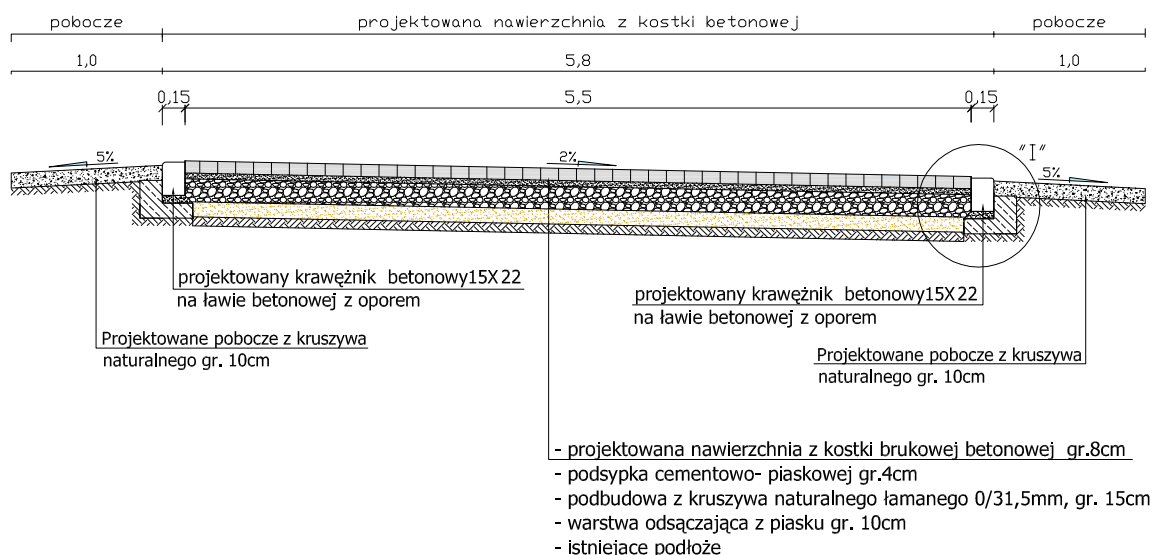 pobocze projektowana nawierzchnia z kostki betonowej pobocze
1,0 5,8 1,0
0,15 5,5 0,15
5% 2% "I" 5%
projektowany krawężnik betonowy15X22
na ławie betonowej z oporem
projektowany krawężnik betonowy15X22
na ławie betonowej z oporem
Projektowane pobocze z kruszywa
naturalnego gr. 10cm
Projektowane pobocze z kruszywa
naturalnego gr. 10cm
- projektowana nawierzchnia z kostki brukowej betonowej gr.8cm
- podsypka cementowo- piaskowej gr.4cm
- podbudowa z kruszywa naturalnego łamanego 0/31,5mm, gr. 15cm
- warstwa odsączająca z piasku gr. 10cm
- istniejace podłoże